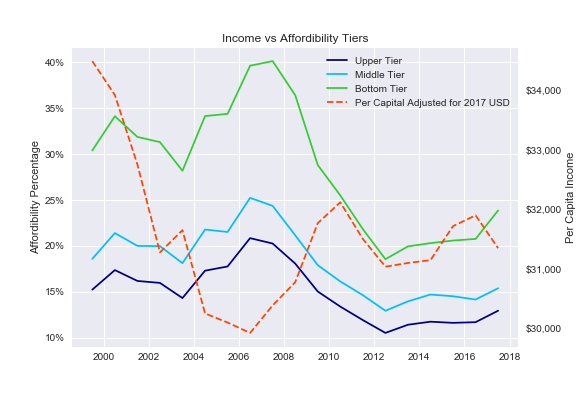 Income vs Affordibility Tiers
Upper Tier
Middle Tier
Bottom Tier
Per Capital Adjusted for 2017 USD
40%
35%
30%
25%
20%
15%
10%
Affordibility Percentage
$34,000
$33,000
$32,000
$31,000
$30,000
Per Capita Income
2000 2002 2004 2006 2008 2010 2012 2014 2016 2018